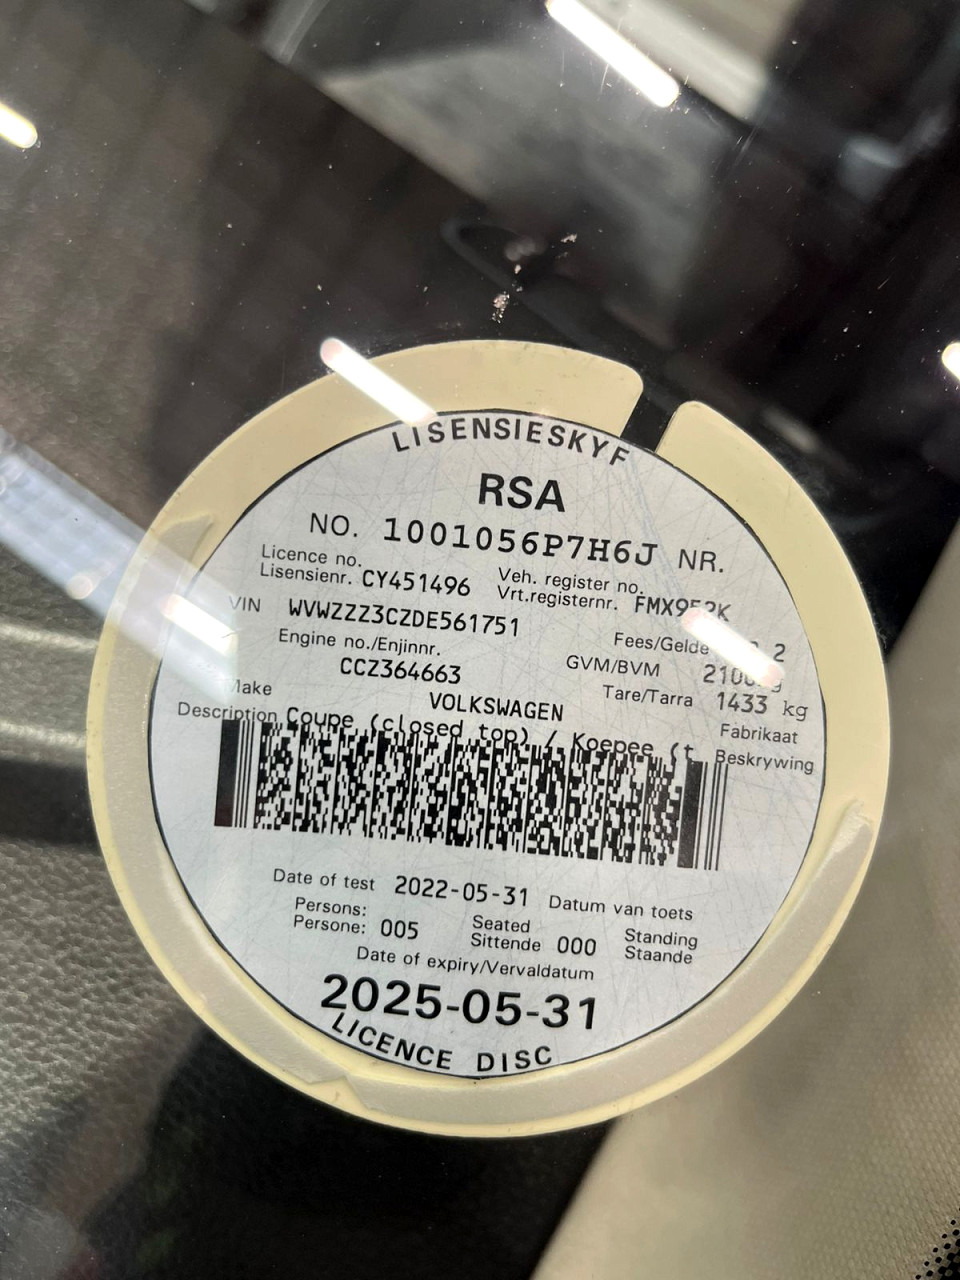 LISENSIESKYF
RSA
NO. 1001056P7H6J NR.
Licence no. Veh. register no.
Lisensienr. CY451496 Vrt.registernr.
VIN WVWZZZ3CZDE561751 Fees/Gelde 2
Engine no./Enjinnr. GVM/BVM
CCZ364663 Tare/Tarra 1433 kg
Make VOLKSWAGEN Fabrikaat
Description Coupe (closed top) / Koepee (t Beskrywing
Date of test 2022-05-31 Datum van toets
Persons: Seated Standing
Persone: 005 Sittende 000 Staande
Date of expiry/Vervaldatum
2025-05-31
LICENCE DISC